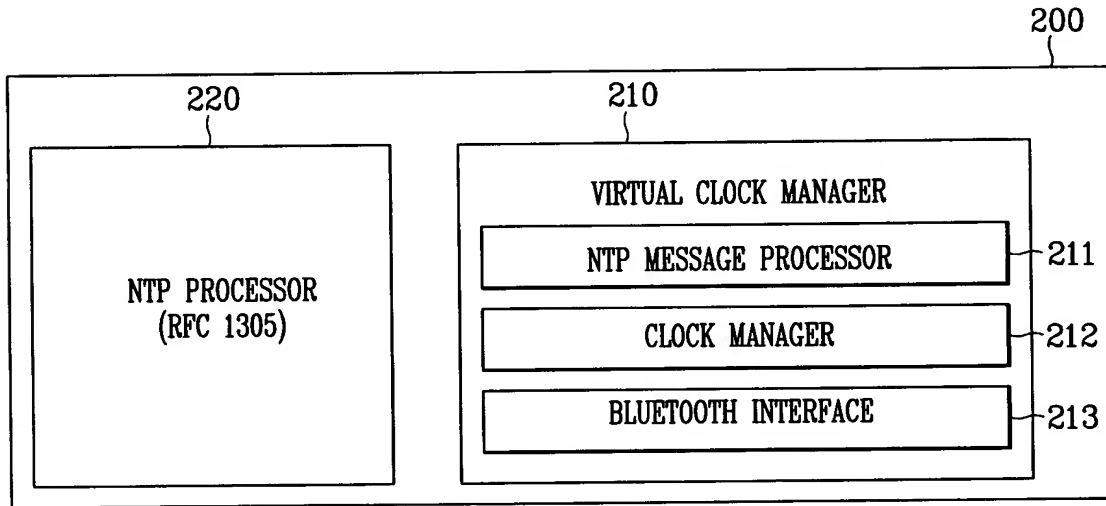 200
220
210
VIRTUAL CLOCK MANAGER
NTP MESSAGE PROCESSOR
211
NTP PROCESSOR
(RFC 1305)
CLOCK MANAGER
212
BLUETOOTH INTERFACE
213